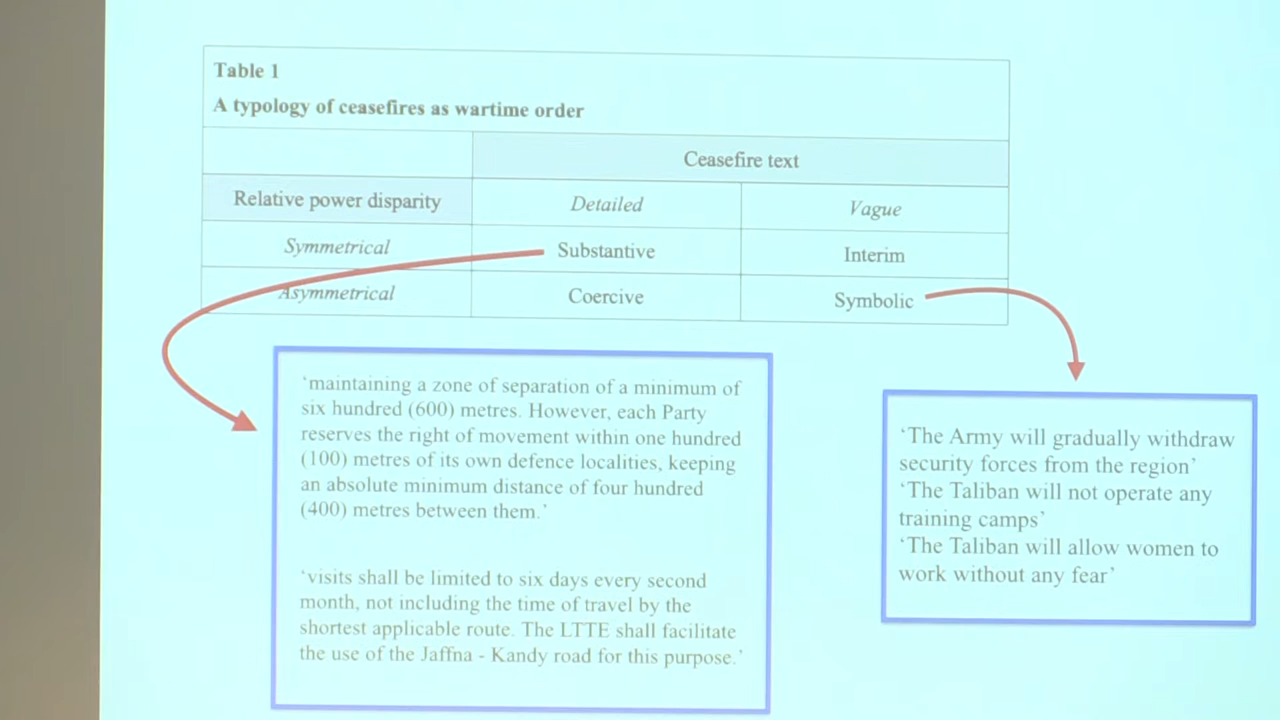 Table 1
A typology of ceasefires as wartime order
Ceasefire text
Relative power disparity
Detailed
Vague
Symmetrical
Substantive
Interim
Asymmetrical
Coercive
Symbolic
‘maintaining a zone of separation of a minimum of
six hundred (600) metres. However, each Party
reserves the right of movement within one hundred
(100) metres of its own defence localities, keeping
an absolute minimum distance of four hundred
(400) metres between them.’
‘visits shall be limited to six days every second
month, not including the time of travel by the
shortest applicable route. The LTTE shall facilitate
the use of the Jaffna - Kandy road for this purpose.’
‘The Army will gradually withdraw
security forces from the region’
‘The Taliban will not operate any
training camps’
‘The Taliban will allow women to
work without any fear’